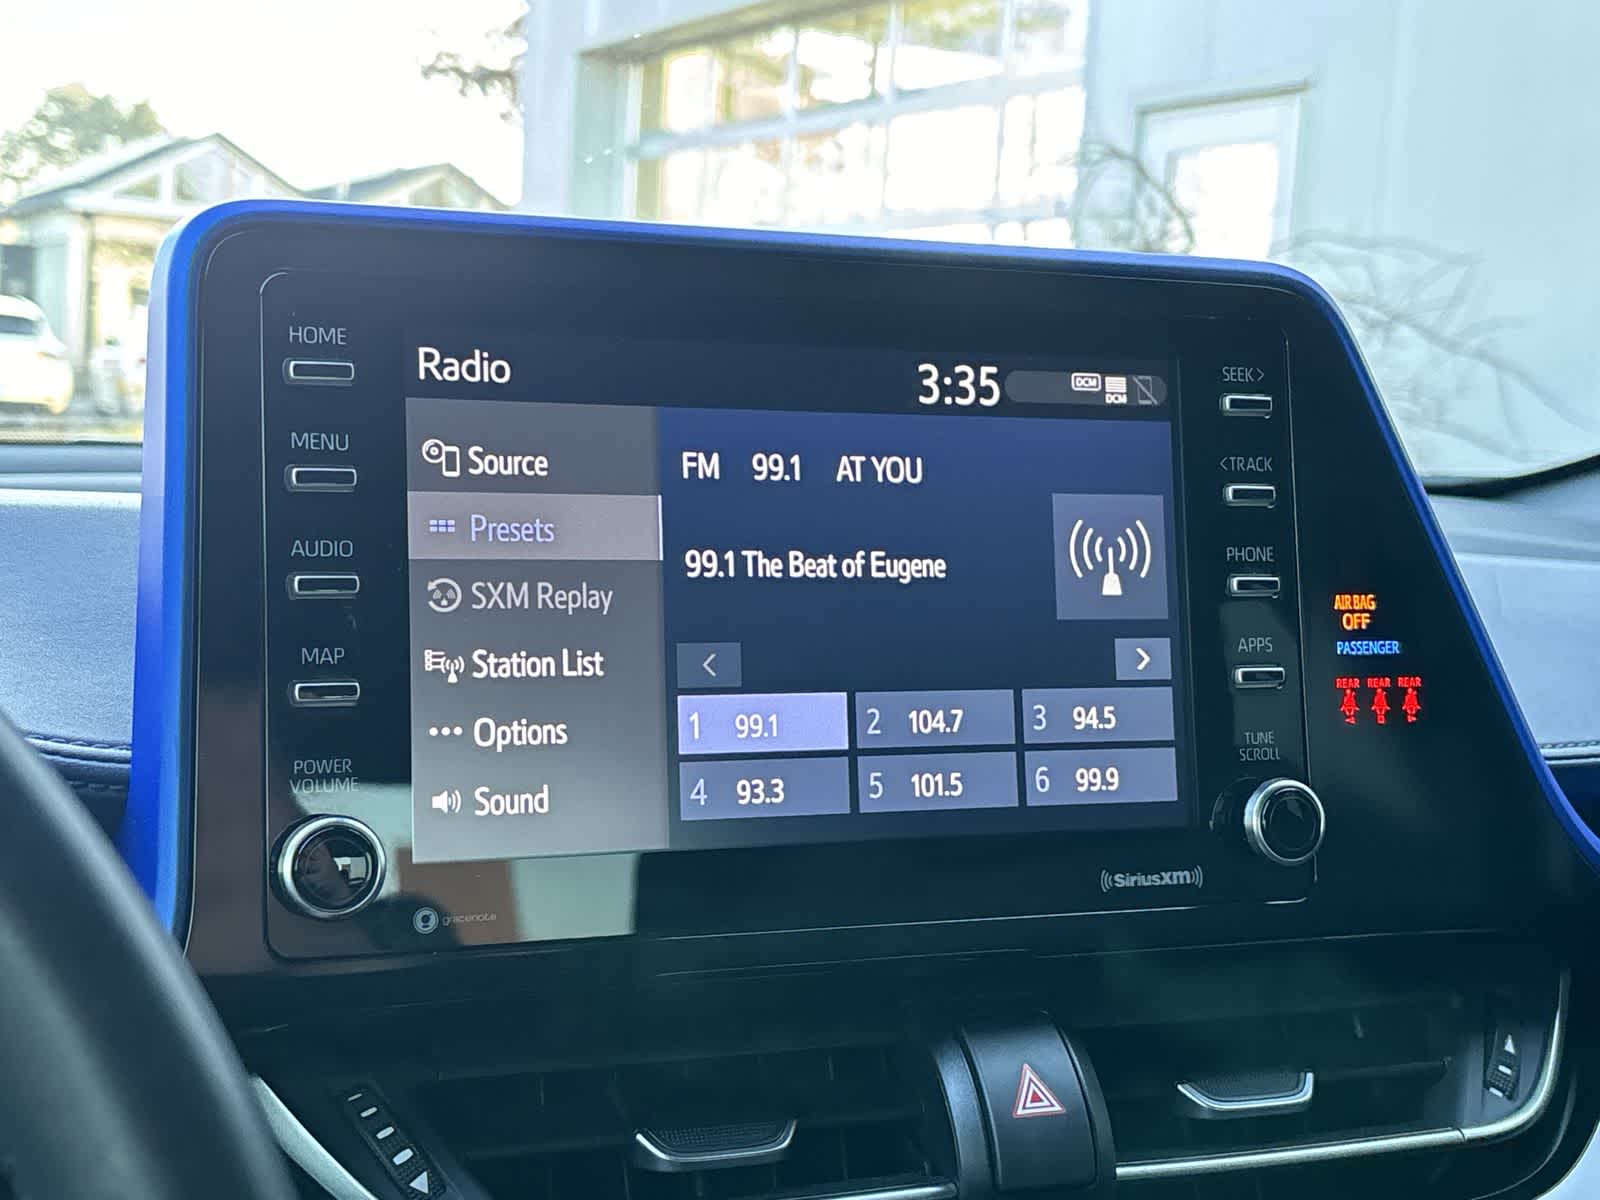 HOME
MENU
AUDIO
MAP
POWER
VOLUME
Radio
3:35
DCM
DCM
Source
Presets
SXM Replay
Station List
Options
Sound
FM 99.1 AT YOU
99.1 The Beat of Eugene
< >
1 99.1 2 104.7 3 94.5
4 93.3 5 101.5 6 99.9
SEEK >
< TRACK
PHONE
APPS
TUNE
SCROLL
AIR BAG
OFF
PASSENGER
REAR REAR REAR
gracenote
((SiriusXM))